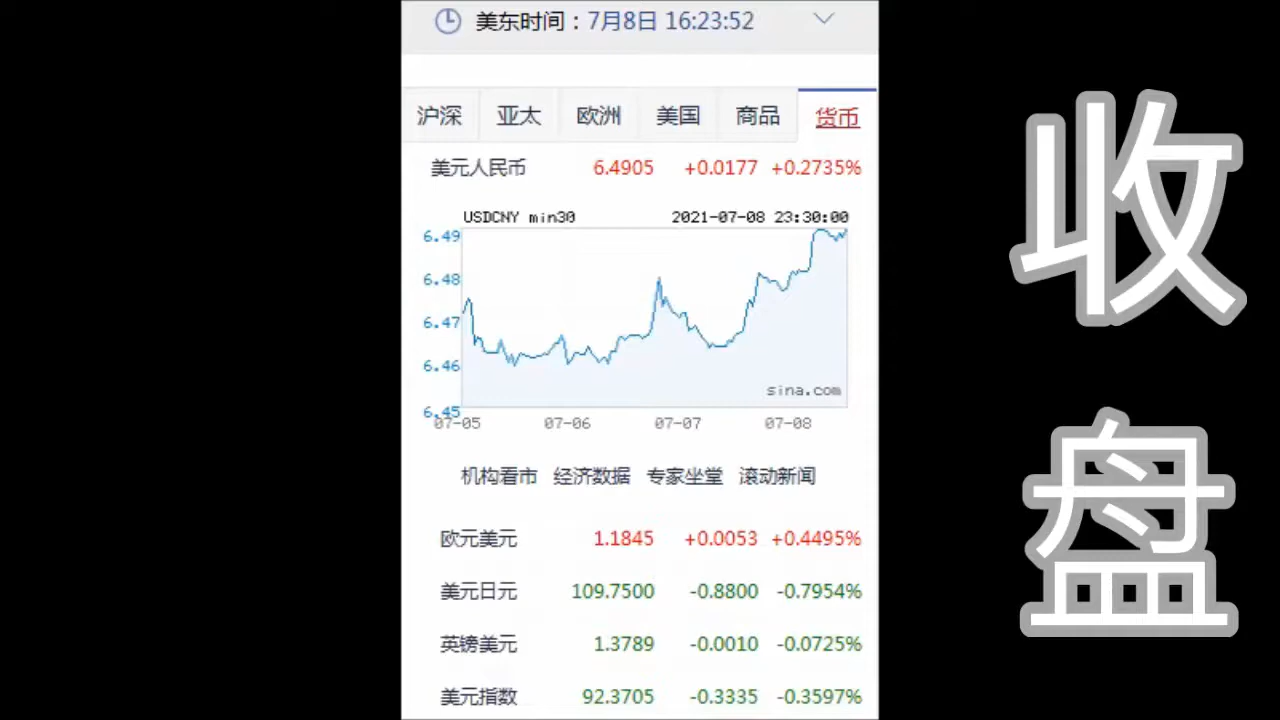 美东时间：7月8日 16:23:52
沪深 亚太 欧洲 美国 商品 货币
美元人民币 6.4905 +0.0177 +0.2735%
USDCNY min30 2021-07-08 23:30:00
6.49
6.48
6.47
6.46
6.45
sina.com
07-05 07-06 07-07 07-08
机构看市 经济数据 专家坐堂 滚动新闻
欧元美元 1.1845 +0.0053 +0.4495%
美元日元 109.7500 -0.8800 -0.7954%
英镑美元 1.3789 -0.0010 -0.0725%
美元指数 92.3705 -0.3335 -0.3597%
收
盘